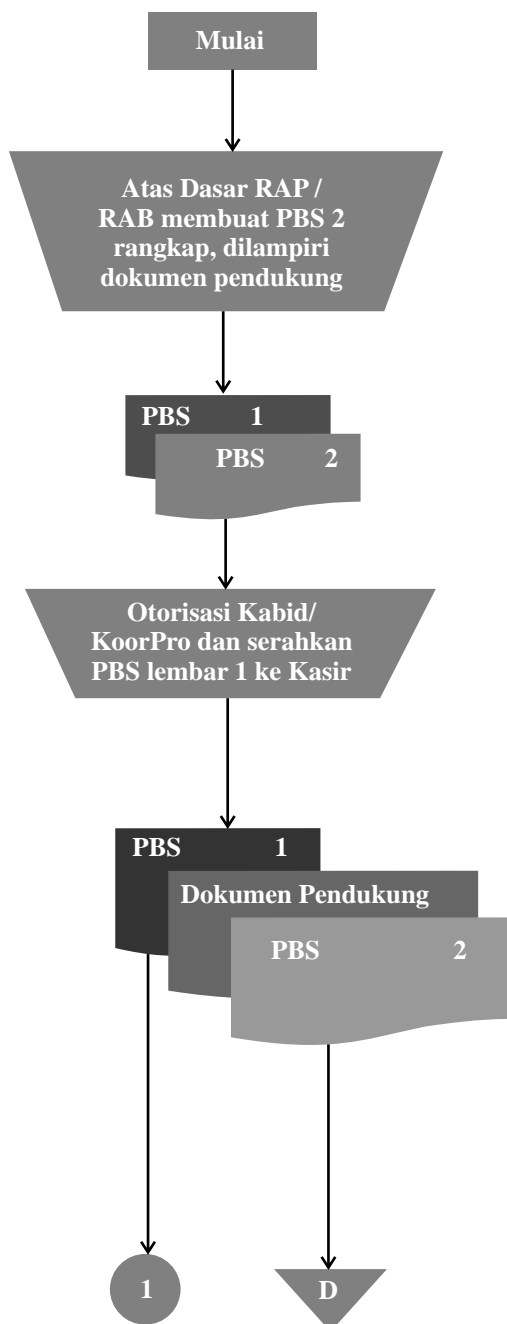 Mulai
Atas Dasar RAP /
RAB membuat PBS 2
rangkap, dilampiri
dokumen pendukung
PBS 1
PBS 2
Otorisasi Kabid/
KoorPro dan serahkan
PBS lembar 1 ke Kasir
PBS 1
Dokumen Pendukung
PBS 2
1 D